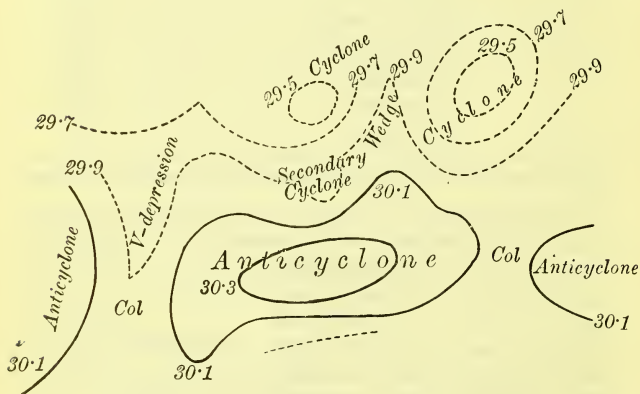 29·5
Cyclone
29·7
29·9
29·5
29·7
29·9
Cyclone
29·7
Wedge
29·9
V-depression
Secondary
Cyclone
30·1
Anticyclone
Anticyclone
30·3
Col
Anticyclone
Col
30·1
30·1
30·1